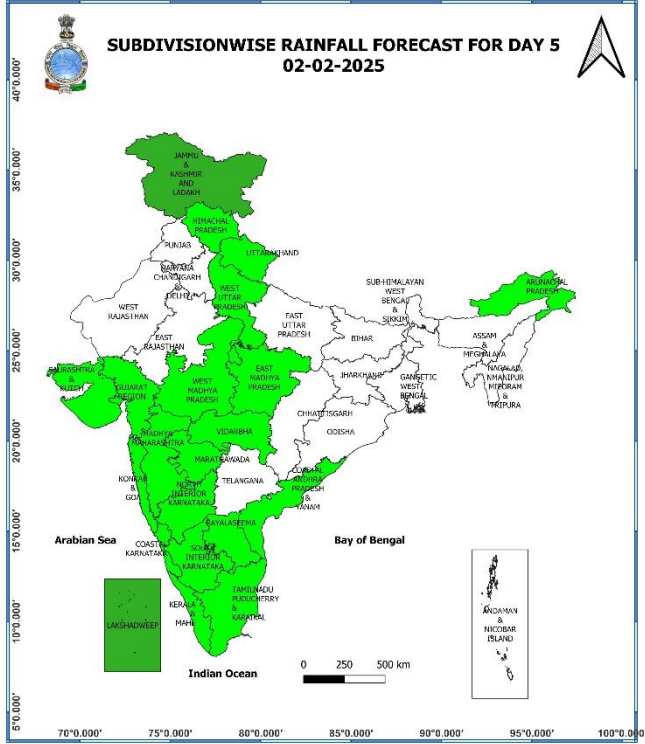 SUBDIVISIONWISE RAINFALL FORECAST FOR DAY 5
02-02-2025
40°0.000'
35°0.000'
30°0.000'
25°0.000'
20°0.000'
15°0.000'
10°0.000'
5°0.000'
JAMMU
&
KASHMIR
AND
LADAKH
HIMACHAL
PRADESH
PUNJAB
UTTARAKHAND
HARYANA
CHANDIGARH
&
DELHI
WEST
UTTAR
PRADESH
WEST
RAJASTHAN
EAST
RAJASTHAN
EAST
UTTAR
PRADESH
SUB-HIMALAYAN
WEST
BENGAL
&
SIKKIM
ARUNACHAL
PRADESH
BIHAR
ASSAM
&
MEGHALAYA
SAURASHTRA
&
KUTCH
GUJARAT
REGION
WEST
MADHYA
PRADESH
EAST
MADHYA
PRADESH
JHARKHAND
GANGETIC
WEST
BENGAL
&
TRIPURA
CHHATTISGARH
ODISHA
MADHYA
MAHARASHTRA
VIDARBHA
MARATHAWADA
TELANGANA
COASTAL
ANDHRA
PRADESH
&
YANAM
KONKAN
&
GOA
NORTH
INTERIOR
KARNATAKA
RAYALASEEMA
Arabian Sea
COASTAL
KARNATAKA
SOUTH
INTERIOR
KARNATAKA
Bay of Bengal
LAKSHADWEEP
KERALA
&
MAHE
TAMILNADU
PUDUCHERRY
&
KARAIKAL
ANDAMAN
&
NICOBAR
ISLAND
Indian Ocean
0 250 500 km
70°0.000' 75°0.000' 80°0.000' 85°0.000' 90°0.000' 95°0.000' 100°0.000'